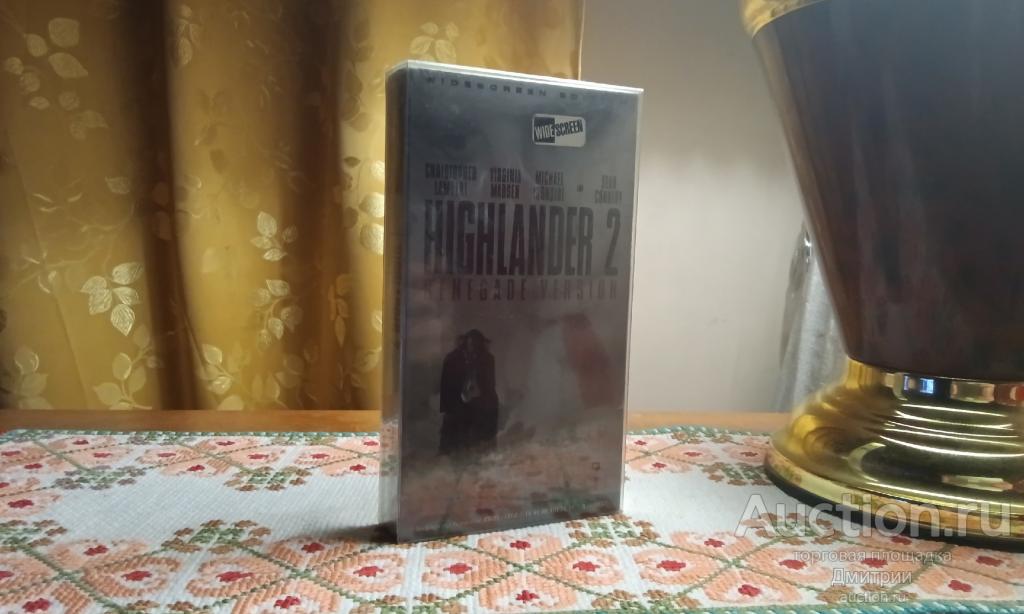 WIDESCREEN
WIDESCREEN
CHRISTOPHER VIRGINIA MICHAEL SEAN
LAMBERT MADSEN IRONSIDE CONNERY
HIGHLANDER 2
RENEGADE VERSION
Auction.ru
торговая площадка
Дмитрии
auction.ru